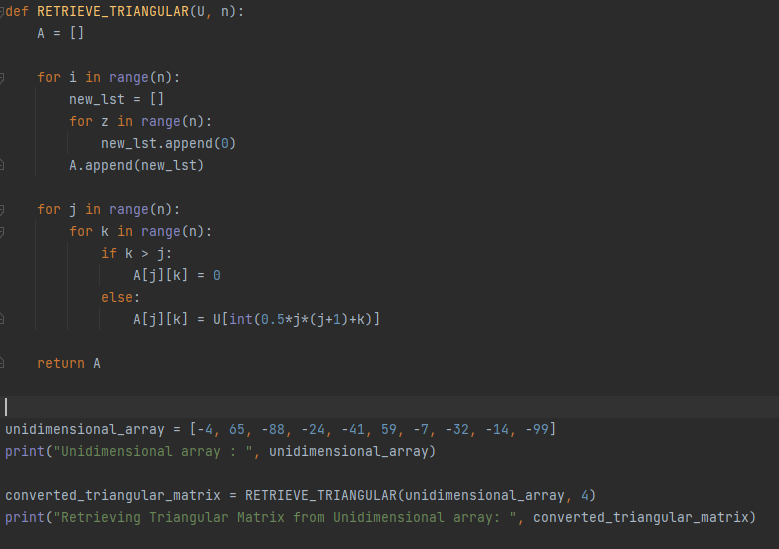 def RETRIEVE_TRIANGULAR(U, n):
    A = []

    for i in range(n):
        new_lst = []
        for z in range(n):
            new_lst.append(0)
        A.append(new_lst)

    for j in range(n):
        for k in range(n):
            if k > j:
                A[j][k] = 0
            else:
                A[j][k] = U[int(0.5*j*(j+1)+k)]

    return A


unidimensional_array = [-4, 65, -88, -24, -41, 59, -7, -32, -14, -99]
print("Unidimensional array : ", unidimensional_array)

converted_triangular_matrix = RETRIEVE_TRIANGULAR(unidimensional_array, 4)
print("Retrieving Triangular Matrix from Unidimensional array: ", converted_triangular_matrix)